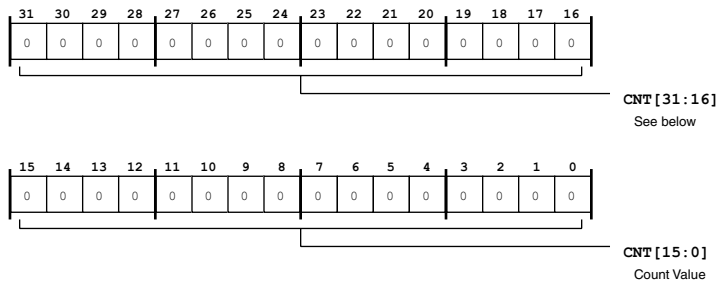 31 30 29 28 27 26 25 24 23 22 21 20 19 18 17 16
0 0 0 0 0 0 0 0 0 0 0 0 0 0 0 0
CNT[31:16]
See below
15 14 13 12 11 10 9 8 7 6 5 4 3 2 1 0
0 0 0 0 0 0 0 0 0 0 0 0 0 0 0 0
CNT[15:0]
Count Value